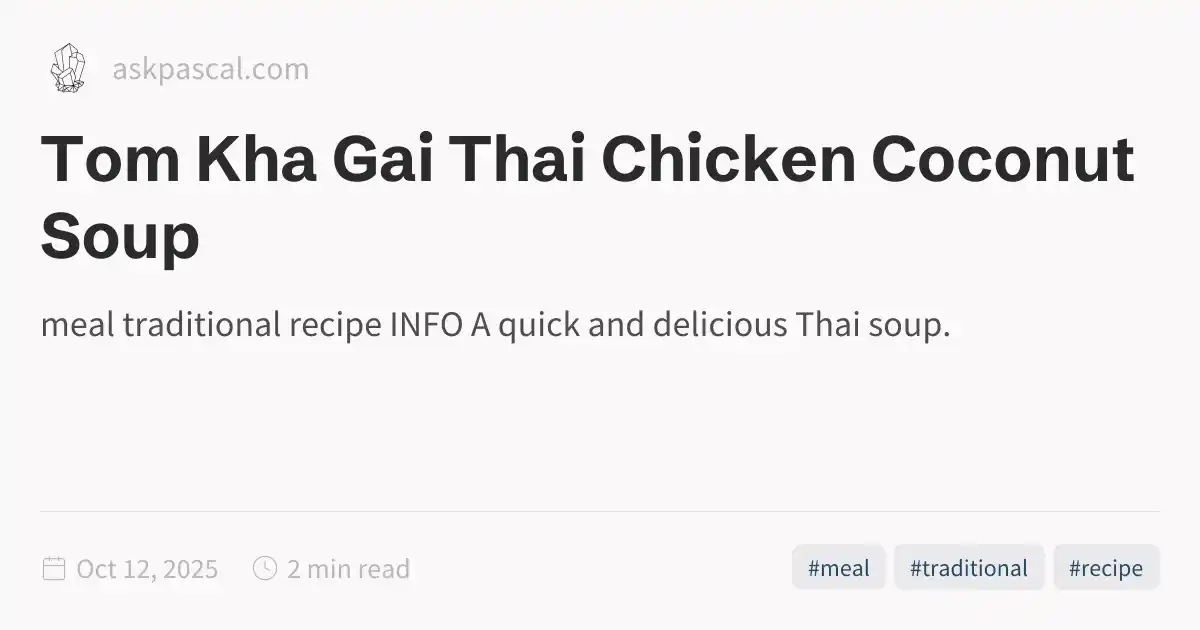 askpascal.com
Tom Kha Gai Thai Chicken Coconut
Soup
meal traditional recipe INFO A quick and delicious Thai soup.
Oct 12, 2025 2 min read #meal #traditional #recipe